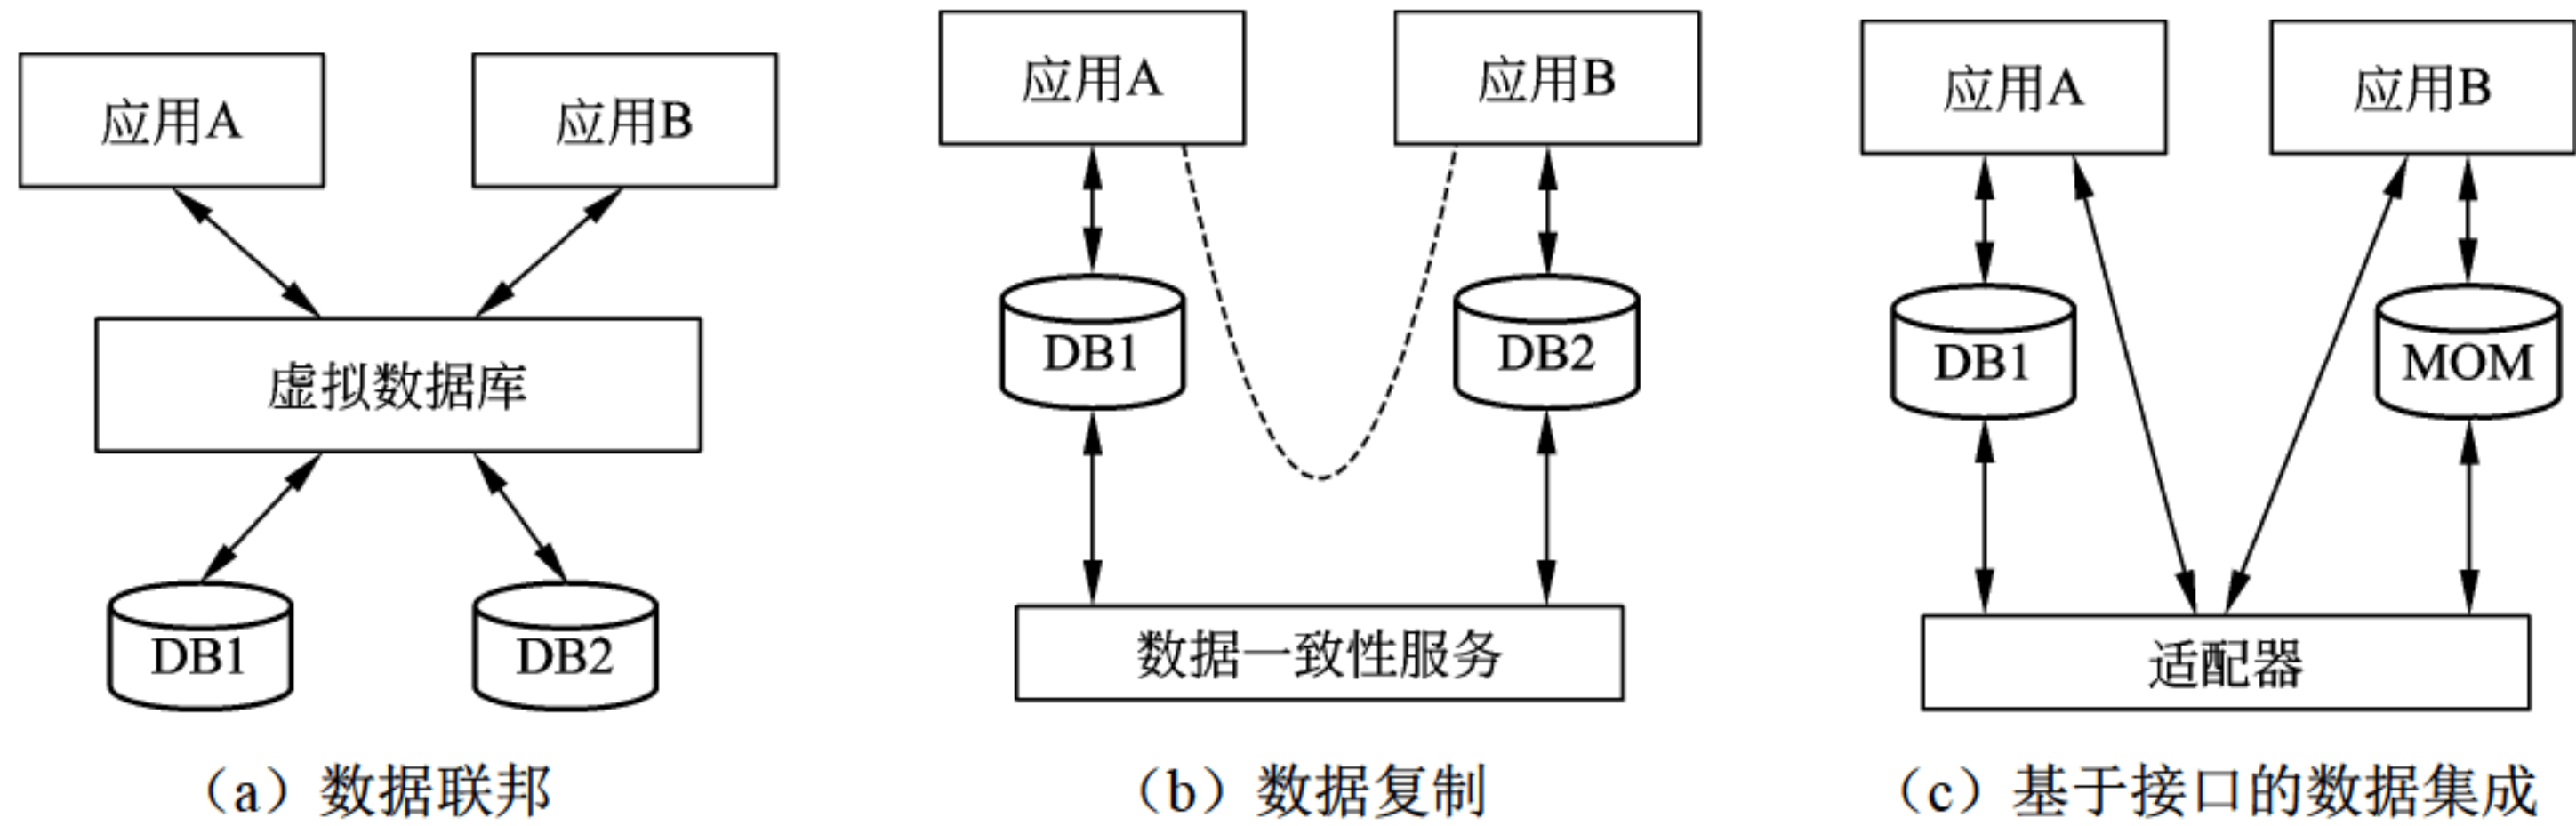 应用A
应用B
虚拟数据库
DB1
DB2
(a)数据联邦
应用A
应用B
DB1
DB2
数据一致性服务
(b)数据复制
应用A
应用B
DB1
MOM
适配器
(c)基于接口的数据集成